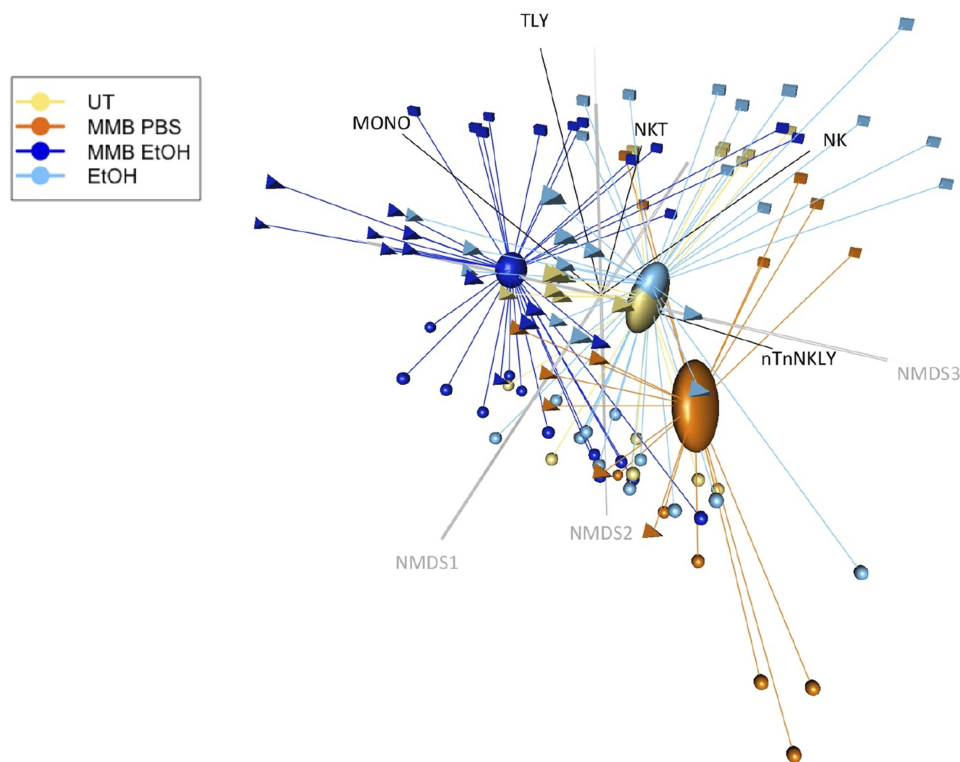 TLY
UT
MMB PBS
MMB EtOH
EtOH
MONO
NKT
NK
nTnNKLY
NMDS3
NMDS2
NMDS1